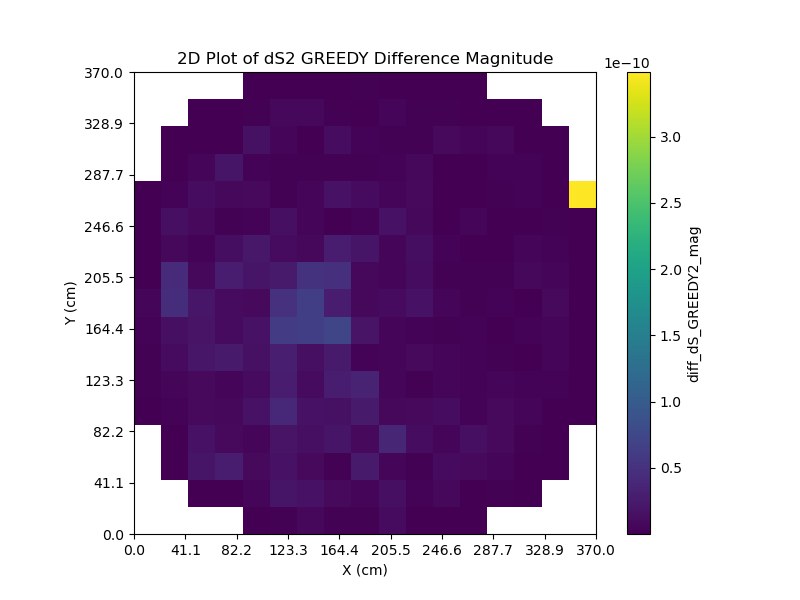 2D Plot of dS2 GREEDY Difference Magnitude
1e−10
370.0
328.9
287.7
246.6
205.5
164.4
123.3
82.2
41.1
0.0
Y (cm)
0.0 41.1 82.2 123.3 164.4 205.5 246.6 287.7 328.9 370.0
X (cm)
3.0
2.5
2.0
1.5
1.0
0.5
diff_dS_GREEDY2_mag